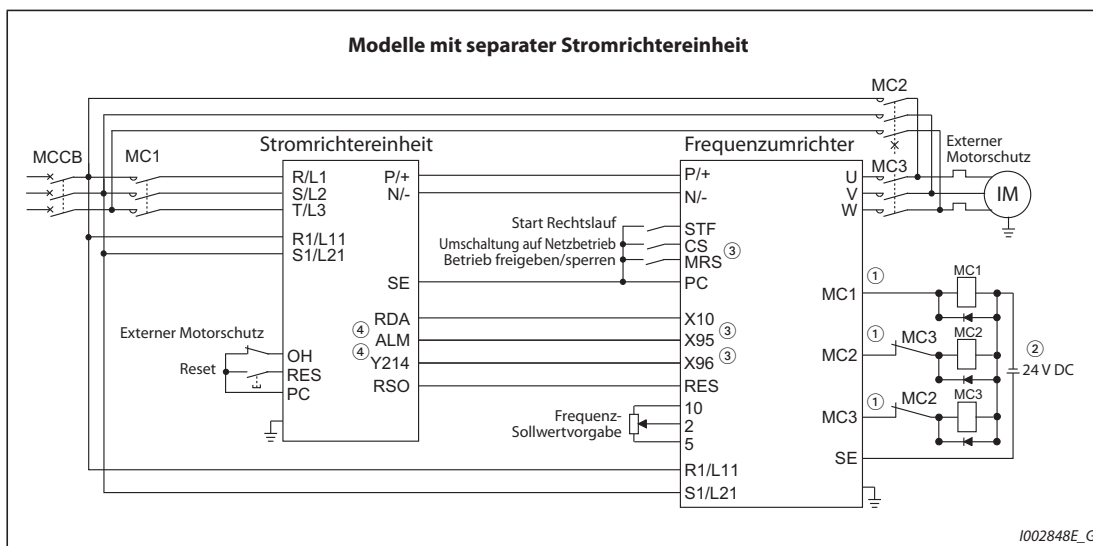 Modelle mit separater Stromrichtereinheit
MC2
MCCB
MC1
Stromrichtereinheit
Frequenzumrichter
MC3
Externer
Motorschutz
R/L1
S/L2
T/L3
R1/L11
S1/L21
P/+
N/-
P/+
N/-
U
V
W
IM
Start Rechtslauf
STF
Umschaltung auf Netzbetrieb
CS
Betrieb freigeben/sperren
MRS
③
SE
PC
RDA
X10
④
ALM
X95
③
④
Y214
X96
③
RSO
RES
Externer Motorschutz
OH
Reset
RES
PC
Frequenz-
Sollwertvorgabe
10
2
5
R1/L11
S1/L21
MC1
①
MC1
MC2
①
MC3
MC2
②
24 V DC
MC3
①
MC2
MC3
SE
I002848E_G